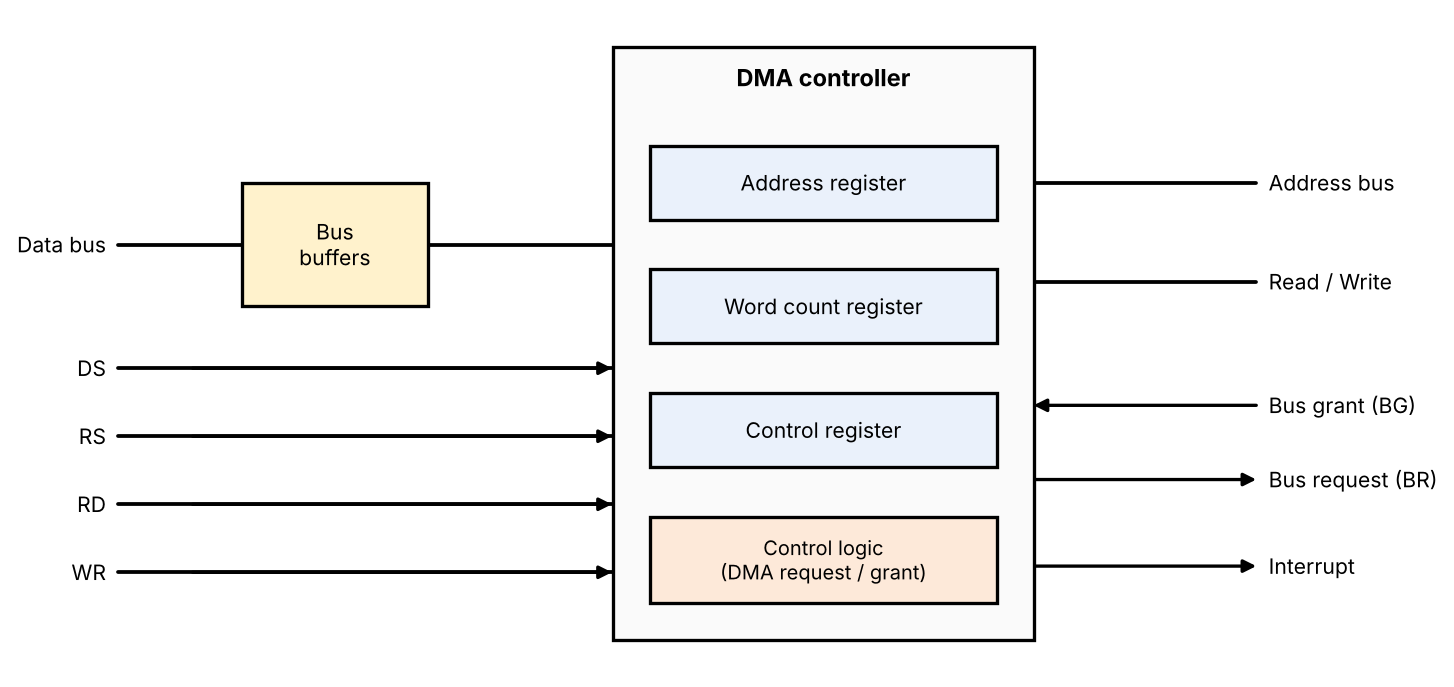 DMA controller
Address register
Address bus
Bus
buffers
Data bus
Read / Write
Word count register
DS
Bus grant (BG)
RS
Control register
Bus request (BR)
RD
Control logic
(DMA request / grant)
Interrupt
WR